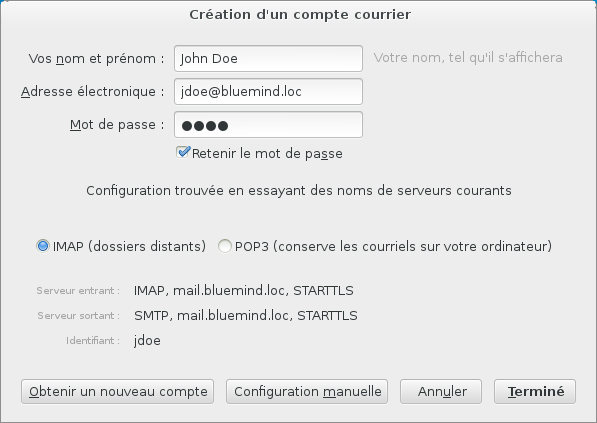 Création d'un compte courrier
Vos nom et prénom : John Doe Votre nom, tel qu'il s'affichera
Adresse électronique : jdoe@bluemind.loc
Mot de passe : ●●●●
Retenir le mot de passe
Configuration trouvée en essayant des noms de serveurs courants
IMAP (dossiers distants) POP3 (conserve les courriels sur votre ordinateur)
Serveur entrant : IMAP, mail.bluemind.loc, STARTTLS
Serveur sortant : SMTP, mail.bluemind.loc, STARTTLS
Identifiant : jdoe
Obtenir un nouveau compte Configuration manuelle Annuler Terminé